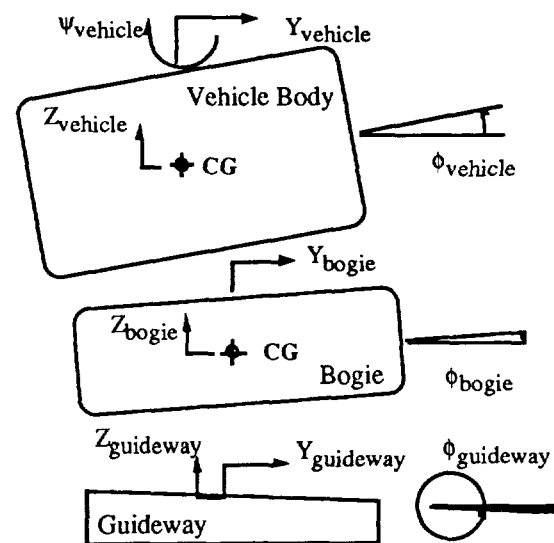 Ψvehicle
Yvehicle
Vehicle Body
Zvehicle
CG
ϕvehicle
Ybogie
Zbogie
CG
Bogie
ϕbogie
Zguideway
Yguideway
ϕguideway
Guideway